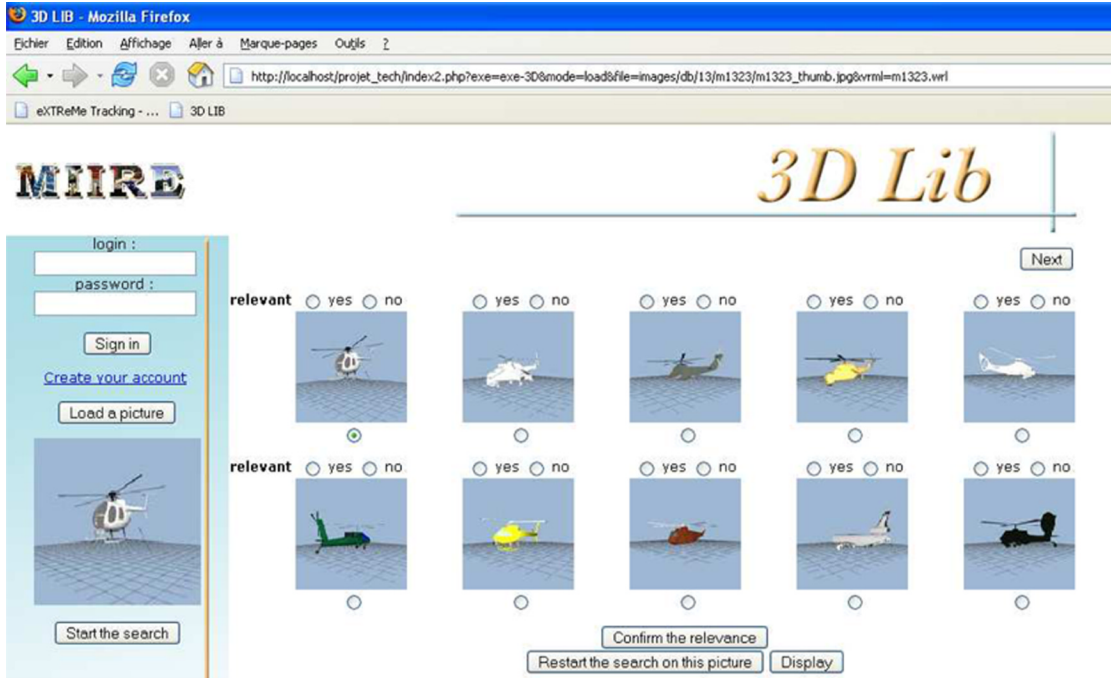 3D LIB - Mozilla Firefox
Fichier Edition Affichage Aller à Marque-pages Outils ?
http://localhost/projet_tech/index2.php?exe=exe-3D&mode=load&file=images/db/13/m1323/m1323_thumb.jpg&vrml=m1323.wrl
eXTReMe Tracking - ... 3D LIB
MIIRE 3D Lib
login :
Next
password :
relevant yes no yes no yes no yes no yes no
Sign in
Create your account
Load a picture
relevant yes no yes no yes no yes no yes no
Start the search
Confirm the relevance
Restart the search on this picture Display